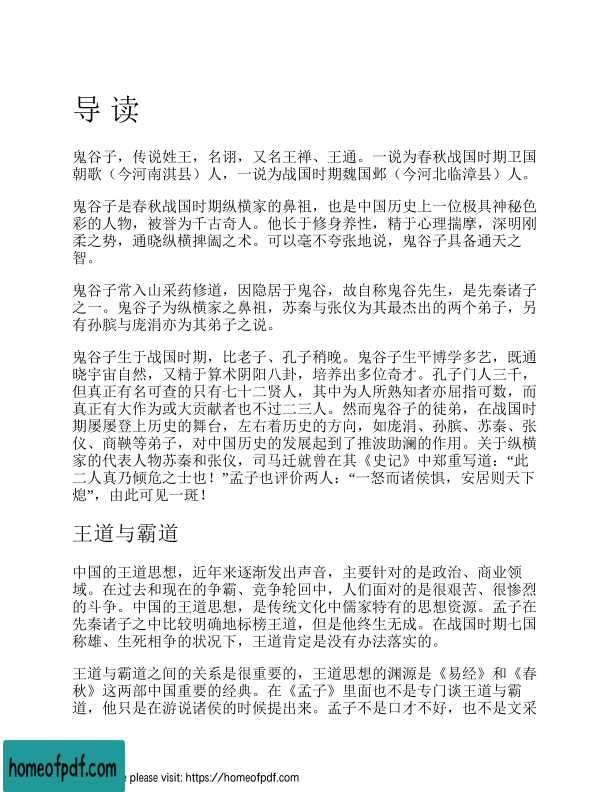 导 读
鬼谷子，传说姓王，名诩，又名王禅、王通。一说为春秋战国时期卫国
朝歌（今河南淇县）人，一说为战国时期魏国邺（今河北临漳县）人。
鬼谷子是春秋战国时期纵横家的鼻祖，也是中国历史上一位极具神秘色
彩的人物，被誉为千古奇人。他长于修身养性，精于心理揣摩，深明刚
柔之势，通晓纵横捭阖之术。可以毫不夸张地说，鬼谷子具备通天之
智。
鬼谷子常入山采药修道，因隐居于鬼谷，故自称鬼谷先生，是先秦诸子
之一。鬼谷子为纵横家之鼻祖，苏秦与张仪为其最杰出的两个弟子，另
有孙膑与庞涓亦为其弟子之说。
鬼谷子生于战国时期，比老子、孔子稍晚。鬼谷子生平博学多艺，既通
晓宇宙自然，又精于算术阴阳八卦，培养出多位奇才。孔子门人三千，
但真正有名可查的只有七十二贤人，其中为人所熟知者亦屈指可数，而
真正有大作为或大贡献者也不过二三人。然而鬼谷子的徒弟，在战国时
期屡屡登上历史的舞台，左右着历史的方向，如庞涓、孙膑、苏秦、张
仪、商鞅等弟子，对中国历史的发展起到了推波助澜的作用。关于纵横
家的代表人物苏秦和张仪，司马迁就曾在其《史记》中郑重写道：“此
二人真乃倾危之士也！”孟子也评价两人：“一怒而诸侯惧，安居则天下
熄”，由此可见一斑！
王道与霸道
中国的王道思想，近年来逐渐发出声音，主要针对的是政治、商业领
域。在过去和现在的争霸、竞争轮回中，人们面对的是很艰苦、很惨烈
的斗争。中国的王道思想，是传统文化中儒家特有的思想资源。孟子在
先秦诸子之中比较明确地标榜王道，但是他终生无成。在战国时期七国
称雄、生死相争的状况下，王道肯定是没有办法落实的。
王道与霸道之间的关系是很重要的，王道思想的渊源是《易经》和《春
秋》这两部中国重要的经典。在《孟子》里面也不是专门谈王道与霸
道，他只是在游说诸侯的时候提出来。孟子不是口才不好，也不是文采
homeofpdf.com
e please visit: https://homeofpdf.com